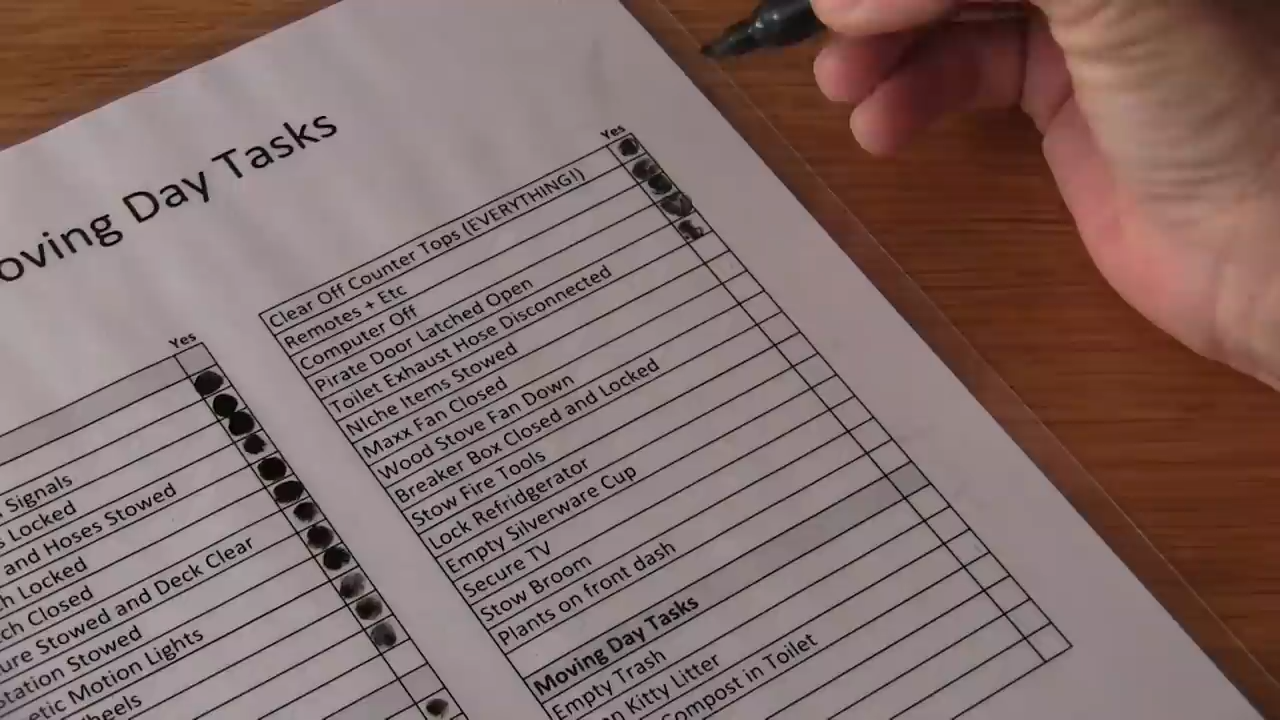 oving Day Tasks
Yes
Signals
Locked
and Hoses Stowed
h Locked
ch Closed
ure Stowed and Deck Clear
Station Stowed
etic Motion Lights
heels
Yes
Clear Off Counter Tops (EVERYTHING!)
Remotes + Etc
Computer Off
Pirate Door Latched Open
Toilet Exhaust Hose Disconnected
NIche Items Stowed
Maxx Fan Closed
Wood Stove Fan Down
Breaker Box Closed and Locked
Stow Fire Tools
Lock Refridgerator
Empty Silverware Cup
Secure TV
Stow Broom
Plants on front dash
Moving Day Tasks
Empty Trash
n Kitty Litter
Compost in Toilet